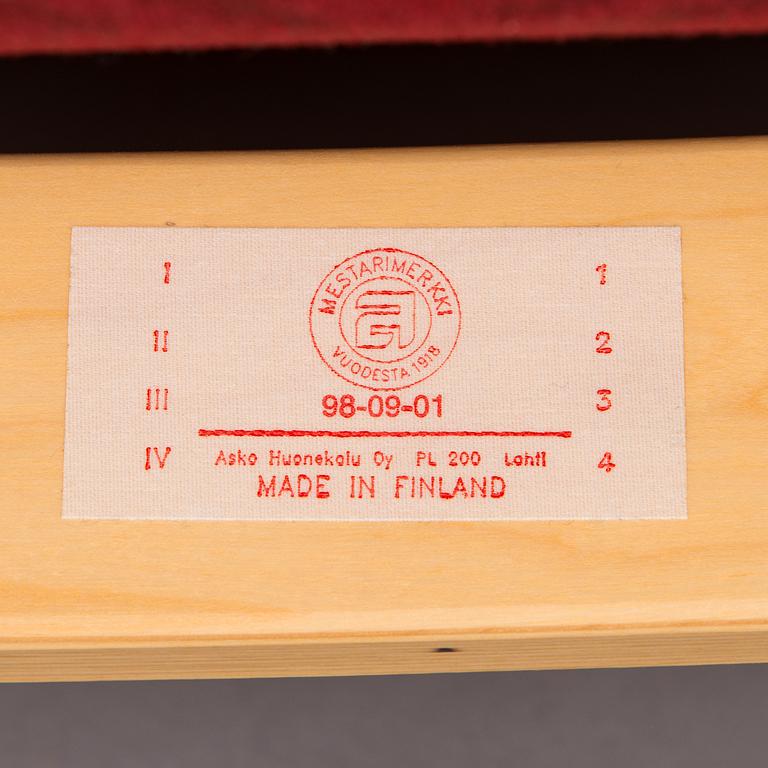 MESTARIMERKKI
a
VUODESTA 1918
I 1
II 2
98-09-01
III 3
IV Asko Huonekalu Oy PL 200 Lahti 4
MADE IN FINLAND